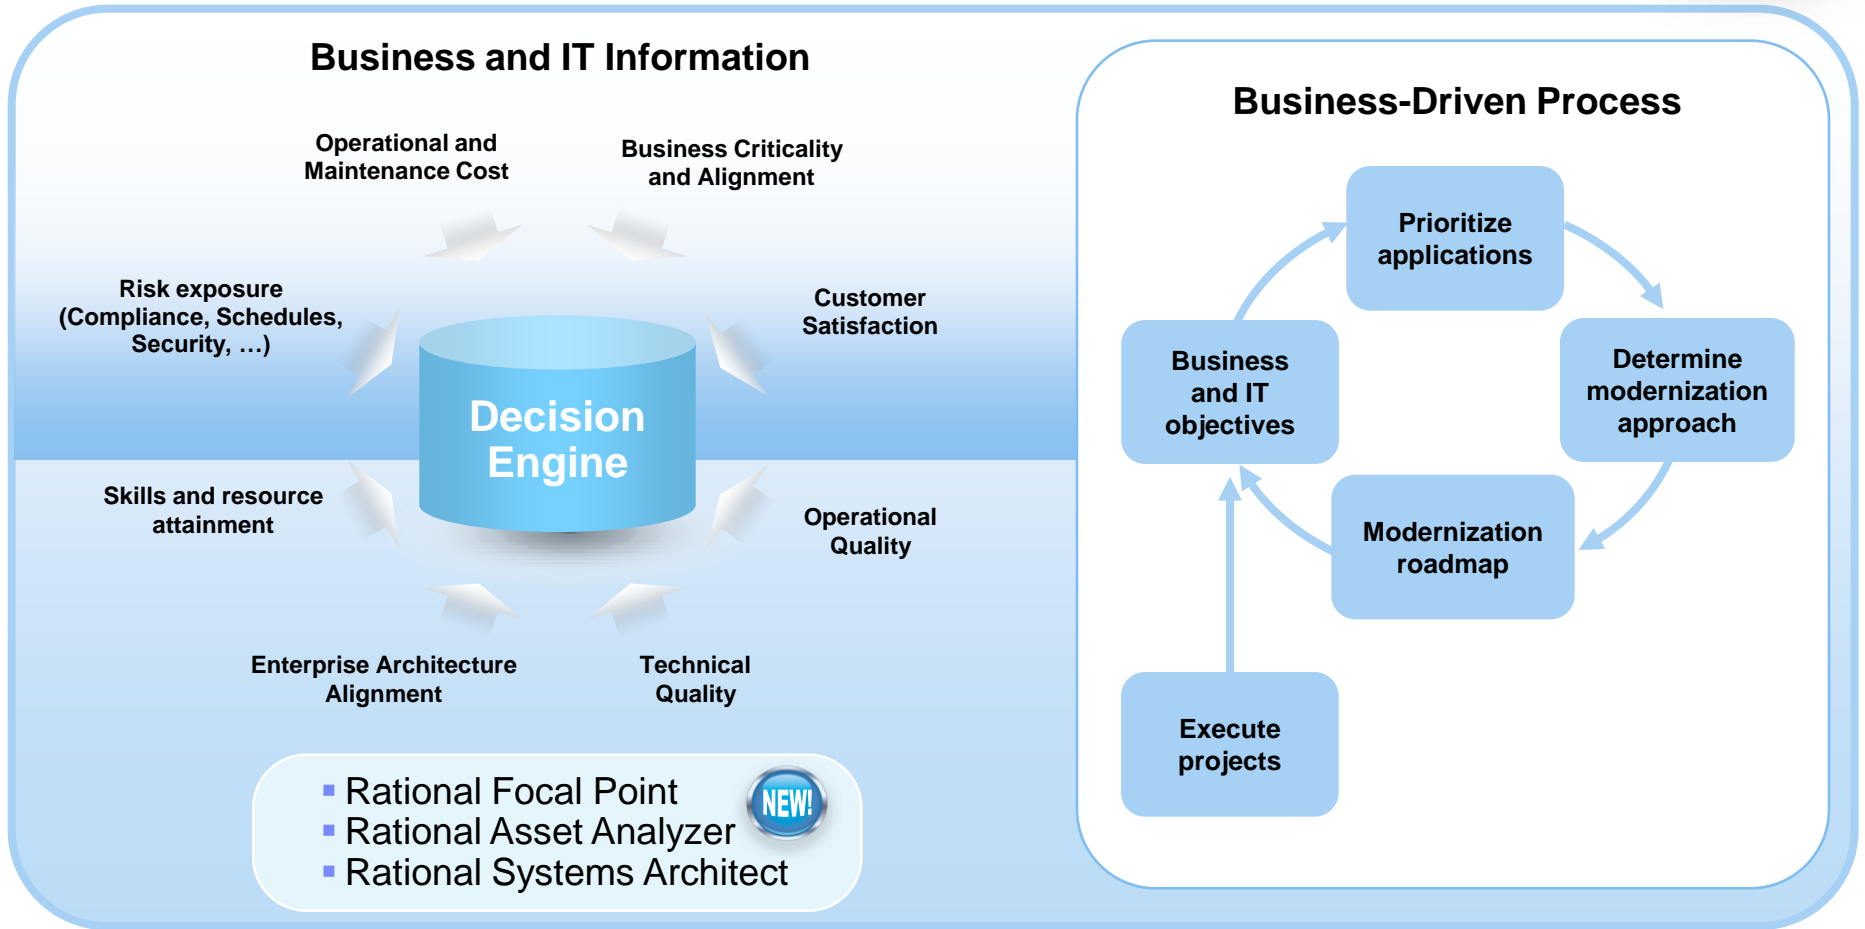 Business and IT Information
Operational and
Maintenance Cost
Business Criticality
and Alignment
Risk exposure
(Compliance, Schedules,
Security, …)
Customer
Satisfaction
Decision
Engine
Skills and resource
attainment
Operational
Quality
Enterprise Architecture
Alignment
Technical
Quality
Rational Focal Point
Rational Asset Analyzer
Rational Systems Architect
NEW!
Business-Driven Process
Prioritize
applications
Business
and IT
objectives
Determine
modernization
approach
Modernization
roadmap
Execute
projects